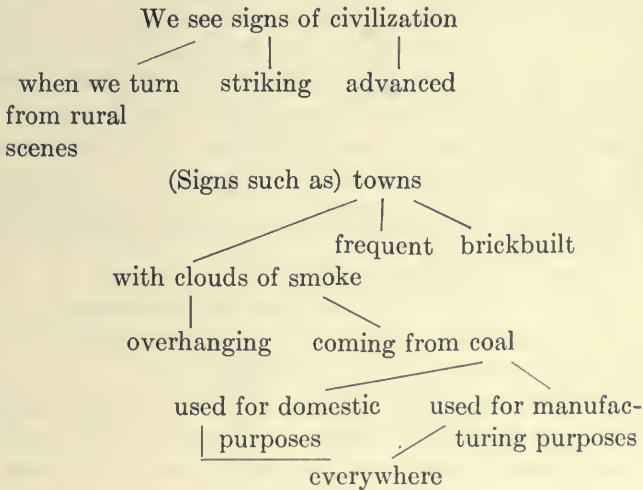 We see signs of civilization
when we turn striking advanced
from rural
scenes
(Signs such as) towns
frequent brickbuilt
with clouds of smoke
overhanging coming from coal
used for domestic used for manufac-
purposes turing purposes
everywhere